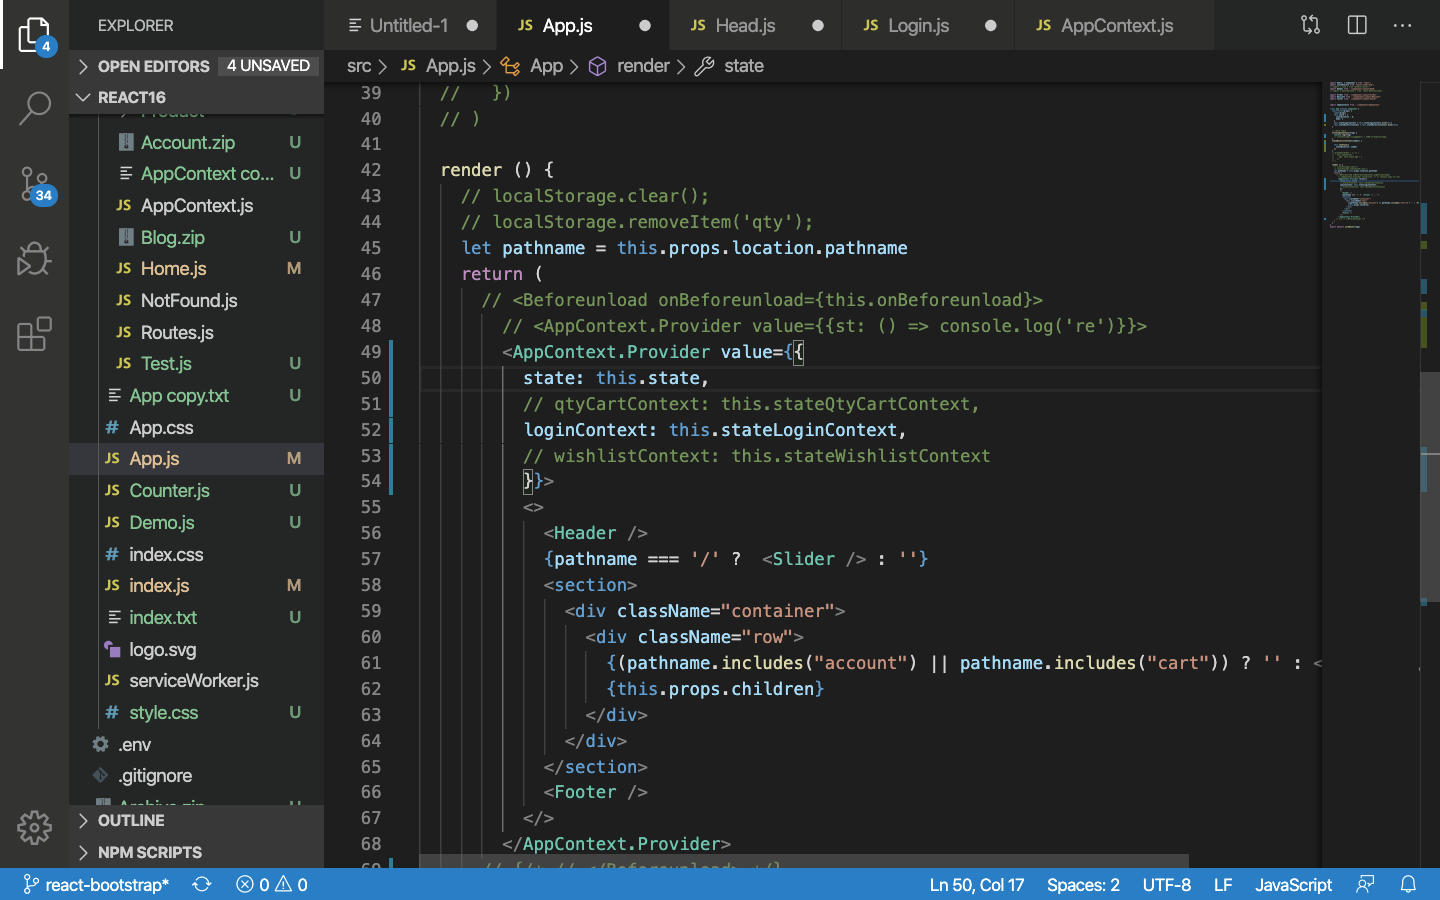 EXPLORER
Untitled-1
JS App.js
JS Head.js
JS Login.js
JS AppContext.js
4
OPEN EDITORS 4 UNSAVED
src > JS App.js > App > render > state
REACT16
Product
Account.zip U
AppContext co... U
JS AppContext.js
34
Blog.zip U
JS Home.js M
JS NotFound.js
JS Routes.js
JS Test.js U
App copy.txt U
# App.css
JS App.js M
JS Counter.js U
JS Demo.js U
# index.css
JS index.js M
index.txt U
logo.svg
JS serviceWorker.js
# style.css U
.env
.gitignore
Archive.zip U
OUTLINE
NPM SCRIPTS
39 //   })
40 // )
41
42 render () {
43 // localStorage.clear();
44 // localStorage.removeItem('qty');
45 let pathname = this.props.location.pathname
46 return (
47 // <Beforeunload onBeforeunload={this.onBeforeunload}>
48 // <AppContext.Provider value={{st: () => console.log('re')}}>
49 <AppContext.Provider value={{
50 state: this.state,
51 // qtyCartContext: this.stateQtyCartContext,
52 loginContext: this.stateLoginContext,
53 // wishlistContext: this.stateWishlistContext
54 }}>
55 <>
56 <Header />
57 {pathname === '/' ?  <Slider /> : ''}
58 <section>
59 <div className="container">
60 <div className="row">
61 {(pathname.includes("account") || pathname.includes("cart")) ? '' : <
62 {this.props.children}
63 </div>
64 </div>
65 </section>
66 <Footer />
67 </>
68 </AppContext.Provider>
69 // {/* // </Beforeunload> */}
react-bootstrap* 0 0 Ln 50, Col 17 Spaces: 2 UTF-8 LF JavaScript